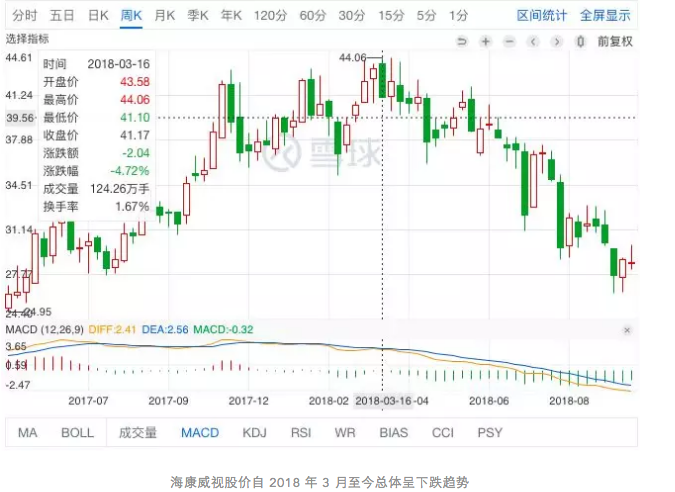 分时 五日 日K 周K 月K 季K 年K 120分 60分 30分 15分 5分 1分 区间统计 全屏显示
选择指标 前复权
44.61
41.24
39.56
37.88
34.51
31.14
27.77
24.40
时间 2018-03-16
开盘价 43.58
最高价 44.06
最低价 41.10
收盘价 41.17
涨跌额 -2.04
涨跌幅 -4.72%
成交量 124.26万手
换手率 1.67%
44.06
雪球
24.95
MACD (12,26,9) DIFF:2.41 DEA:2.56 MACD:-0.32
3.65
0.59
-2.47
2017-07 2017-09 2017-12 2018-02 2018-03-16 -04 2018-06 2018-08
MA BOLL 成交量 MACD KDJ RSI WR BIAS CCI PSY
海康威视股价自 2018 年 3 月至今总体呈下跌趋势